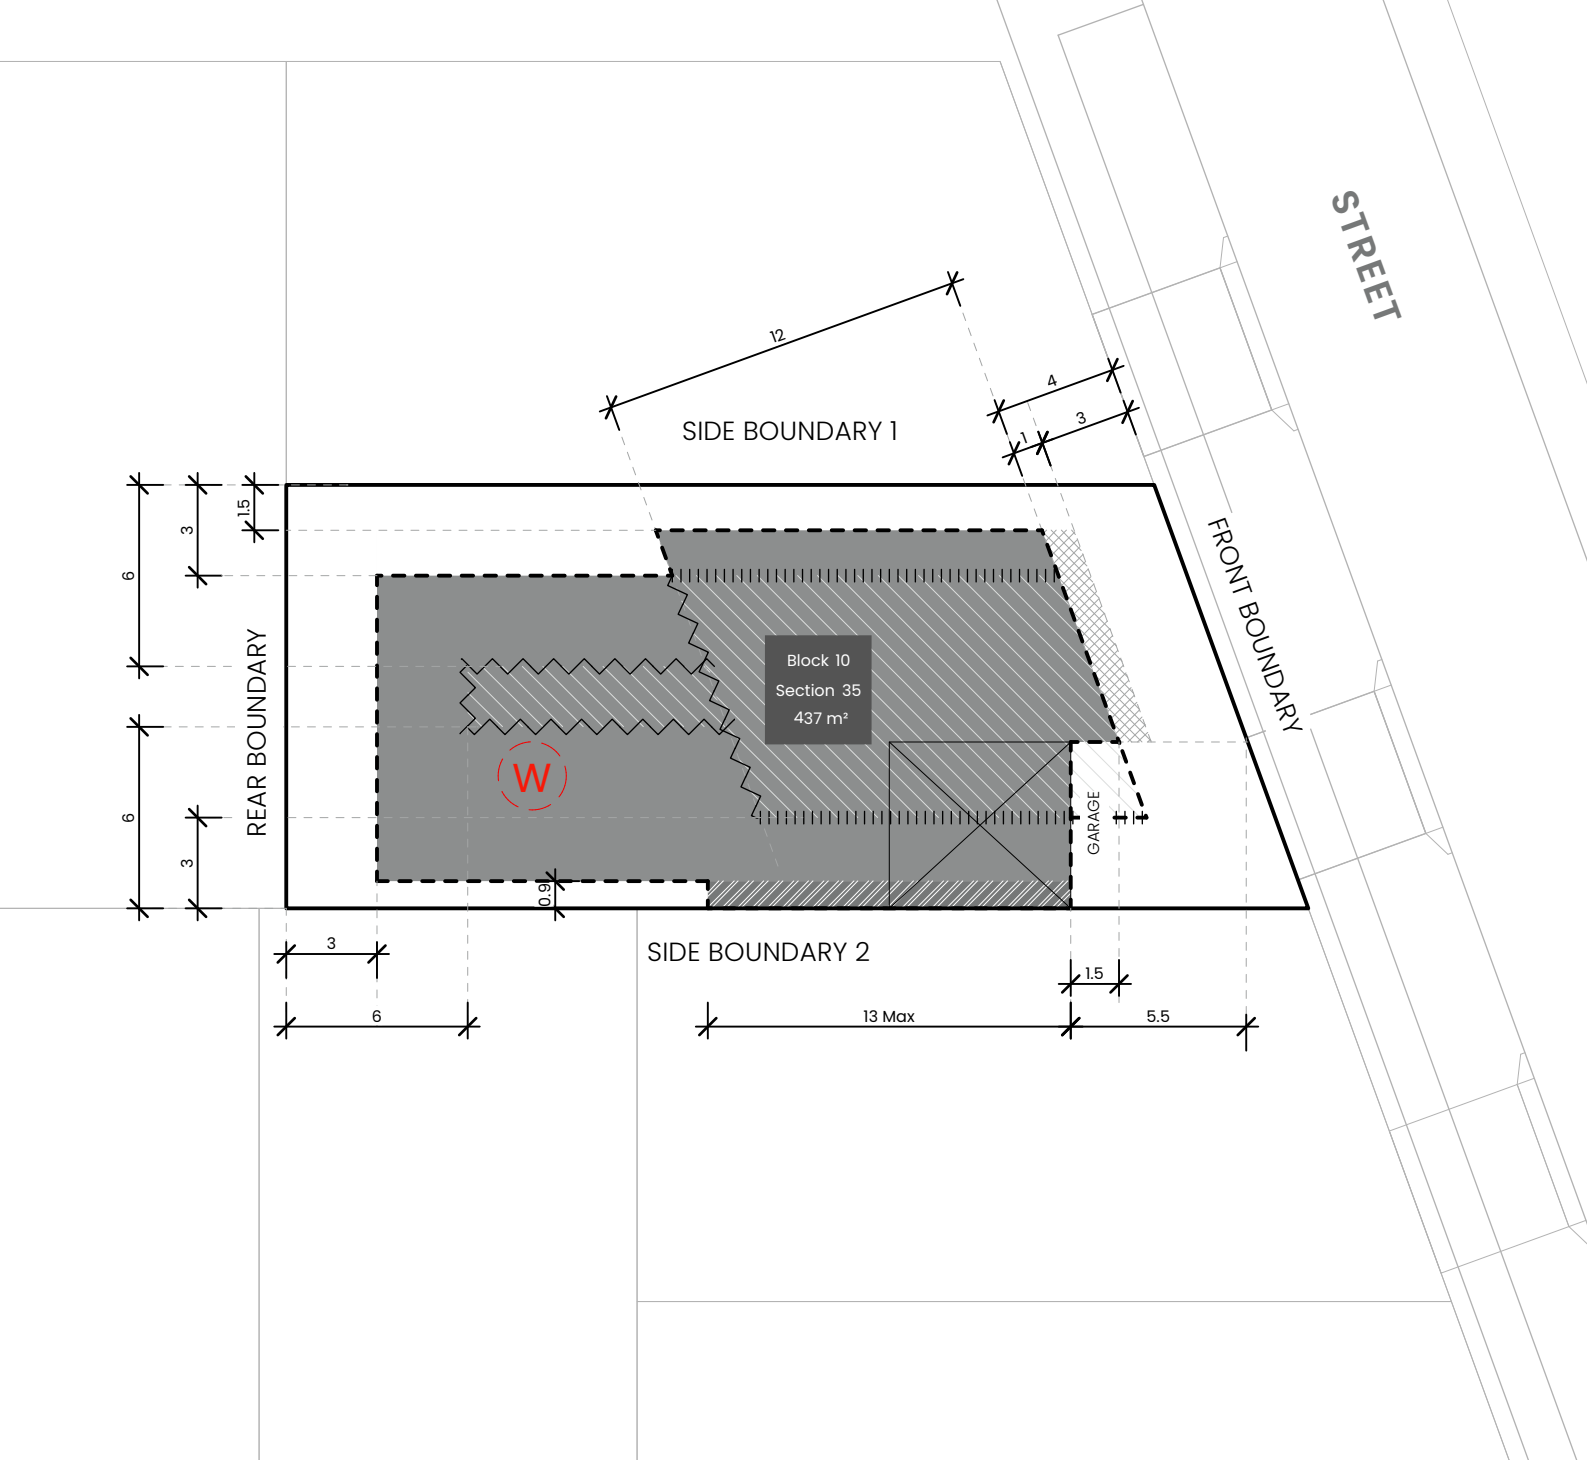 STREET
12
4
3
1
SIDE BOUNDARY 1
1.5
3
6
FRONT BOUNDARY
REAR BOUNDARY
Block 10
Section 35
437 m²
W
GARAGE
6
3
0.9
3
SIDE BOUNDARY 2
1.5
6
13 Max
5.5